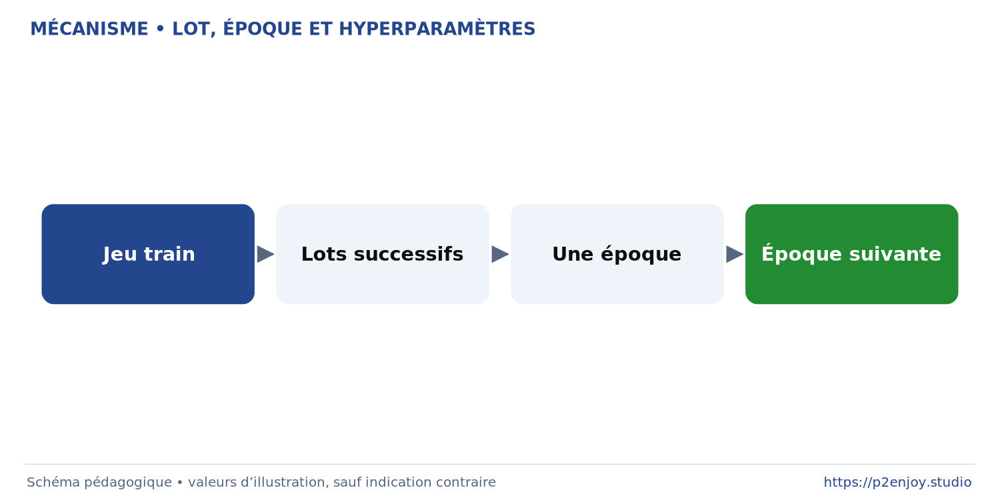 MÉCANISME • LOT, ÉPOQUE ET HYPERPARAMÈTRES
Jeu train
Lots successifs
Une époque
Époque suivante
Schéma pédagogique • valeurs d’illustration, sauf indication contraire
https://p2enjoy.studio